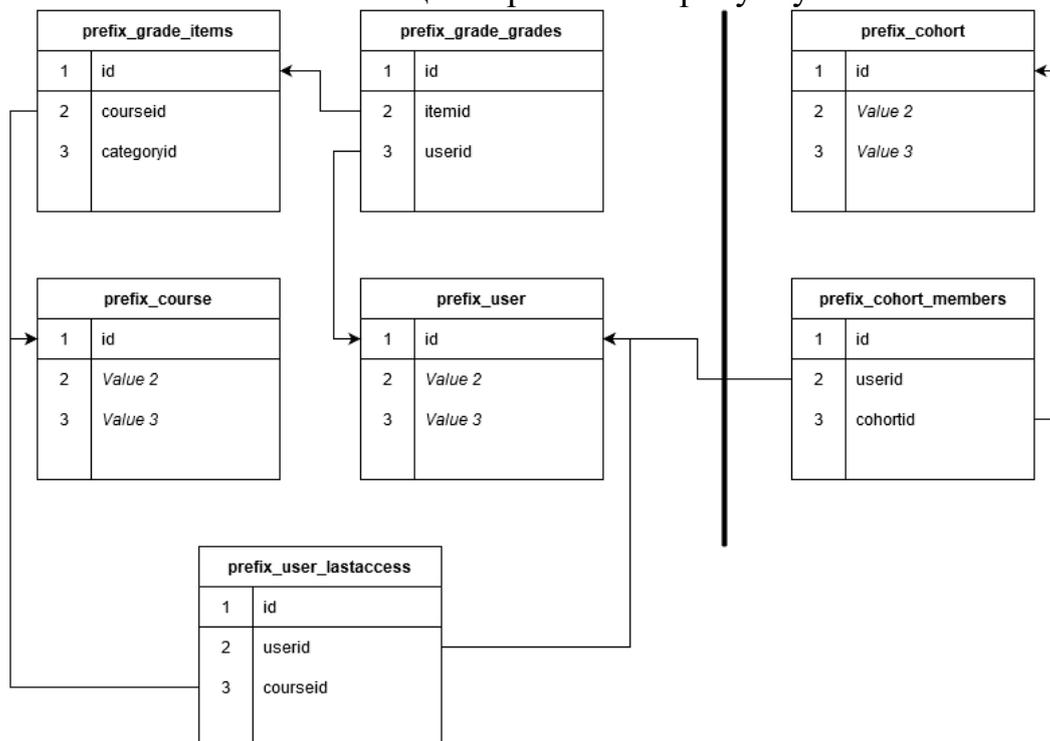 prefix_grade_items
1 id
2 courseid
3 categoryid
prefix_grade_grades
1 id
2 itemid
3 userid
prefix_cohort
1 id
2 Value 2
3 Value 3
prefix_course
1 id
2 Value 2
3 Value 3
prefix_user
1 id
2 Value 2
3 Value 3
prefix_cohort_members
1 id
2 userid
3 cohortid
prefix_user_lastaccess
1 id
2 userid
3 courseid